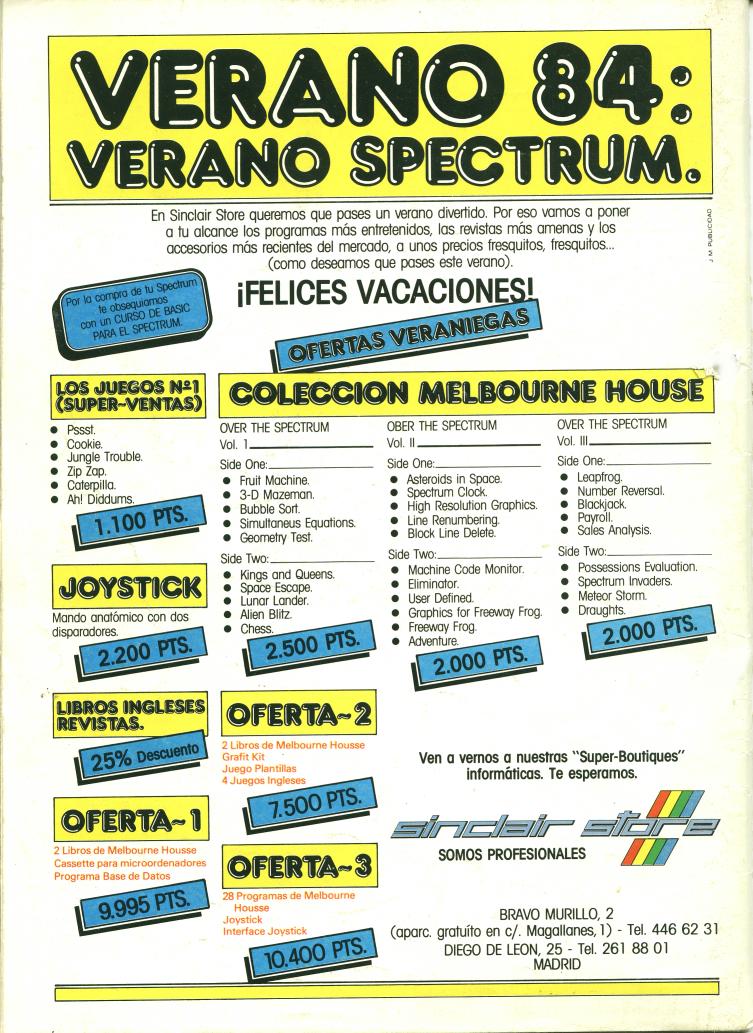 VERANO 84:
VERANO SPECTRUM.
En Sinclair Store queremos que pases un verano divertido. Por eso vamos a poner
a tu alcance los programas más entretenidos, las revistas más amenas y los
accesorios más recientes del mercado, a unos precios fresquitos, fresquitos...
(como deseamos que pases este verano).
J. M. PUBLICIDAD
¡FELICES VACACIONES!
Por la compra de tu Spectrum
te obsequiamos
con un CURSO DE BASIC
PARA EL SPECTRUM.
OFERTAS VERANIEGAS
LOS JUEGOS Nº1
(SUPER-VENTAS)
Pssst.
Cookie.
Jungle Trouble.
Zip Zap.
Caterpilla.
Ah! Diddums.
1.100 PTS.
JOYSTICK
Mando anatómico con dos
disparadores.
2.200 PTS.
LIBROS INGLESES
REVISTAS.
25% Descuento
OFERTA-1
2 Libros de Melbourne Housse
Cassette para microordenadores
Programa Base de Datos
9.995 PTS.
COLECCION MELBOURNE HOUSE
OVER THE SPECTRUM
Vol. I
Side One:
Fruit Machine.
3-D Mazeman.
Bubble Sort.
Simultaneus Equations.
Geometry Test.
Side Two:
Kings and Queens.
Space Escape.
Lunar Lander.
Alien Blitz.
Chess.
2.500 PTS.
OBER THE SPECTRUM
Vol. II
Side One:
Asteroids in Space.
Spectrum Clock.
High Resolution Graphics.
Line Renumbering.
Block Line Delete.
Side Two:
Machine Code Monitor.
Eliminator.
User Defined.
Graphics for Freeway Frog.
Freeway Frog.
Adventure.
2.000 PTS.
OVER THE SPECTRUM
Vol. III
Side One:
Leapfrog.
Number Reversal.
Blackjack.
Payroll.
Sales Analysis.
Side Two:
Possessions Evaluation.
Spectrum Invaders.
Meteor Storm.
Draughts.
2.000 PTS.
OFERTA-2
2 Libros de Melbourne Housse
Grafit Kit
Juego Plantillas
4 Juegos Ingleses
7.500 PTS.
OFERTA-3
28 Programas de Melbourne
Housse
Joystick
Interface Joystick
10.400 PTS.
Ven a vernos a nuestras "Super-Boutiques"
informáticas. Te esperamos.
sinclair store
SOMOS PROFESIONALES
BRAVO MURILLO, 2
(aparc. gratuíto en c/. Magallanes, 1) - Tel. 446 62 31
DIEGO DE LEON, 25 - Tel. 261 88 01
MADRID